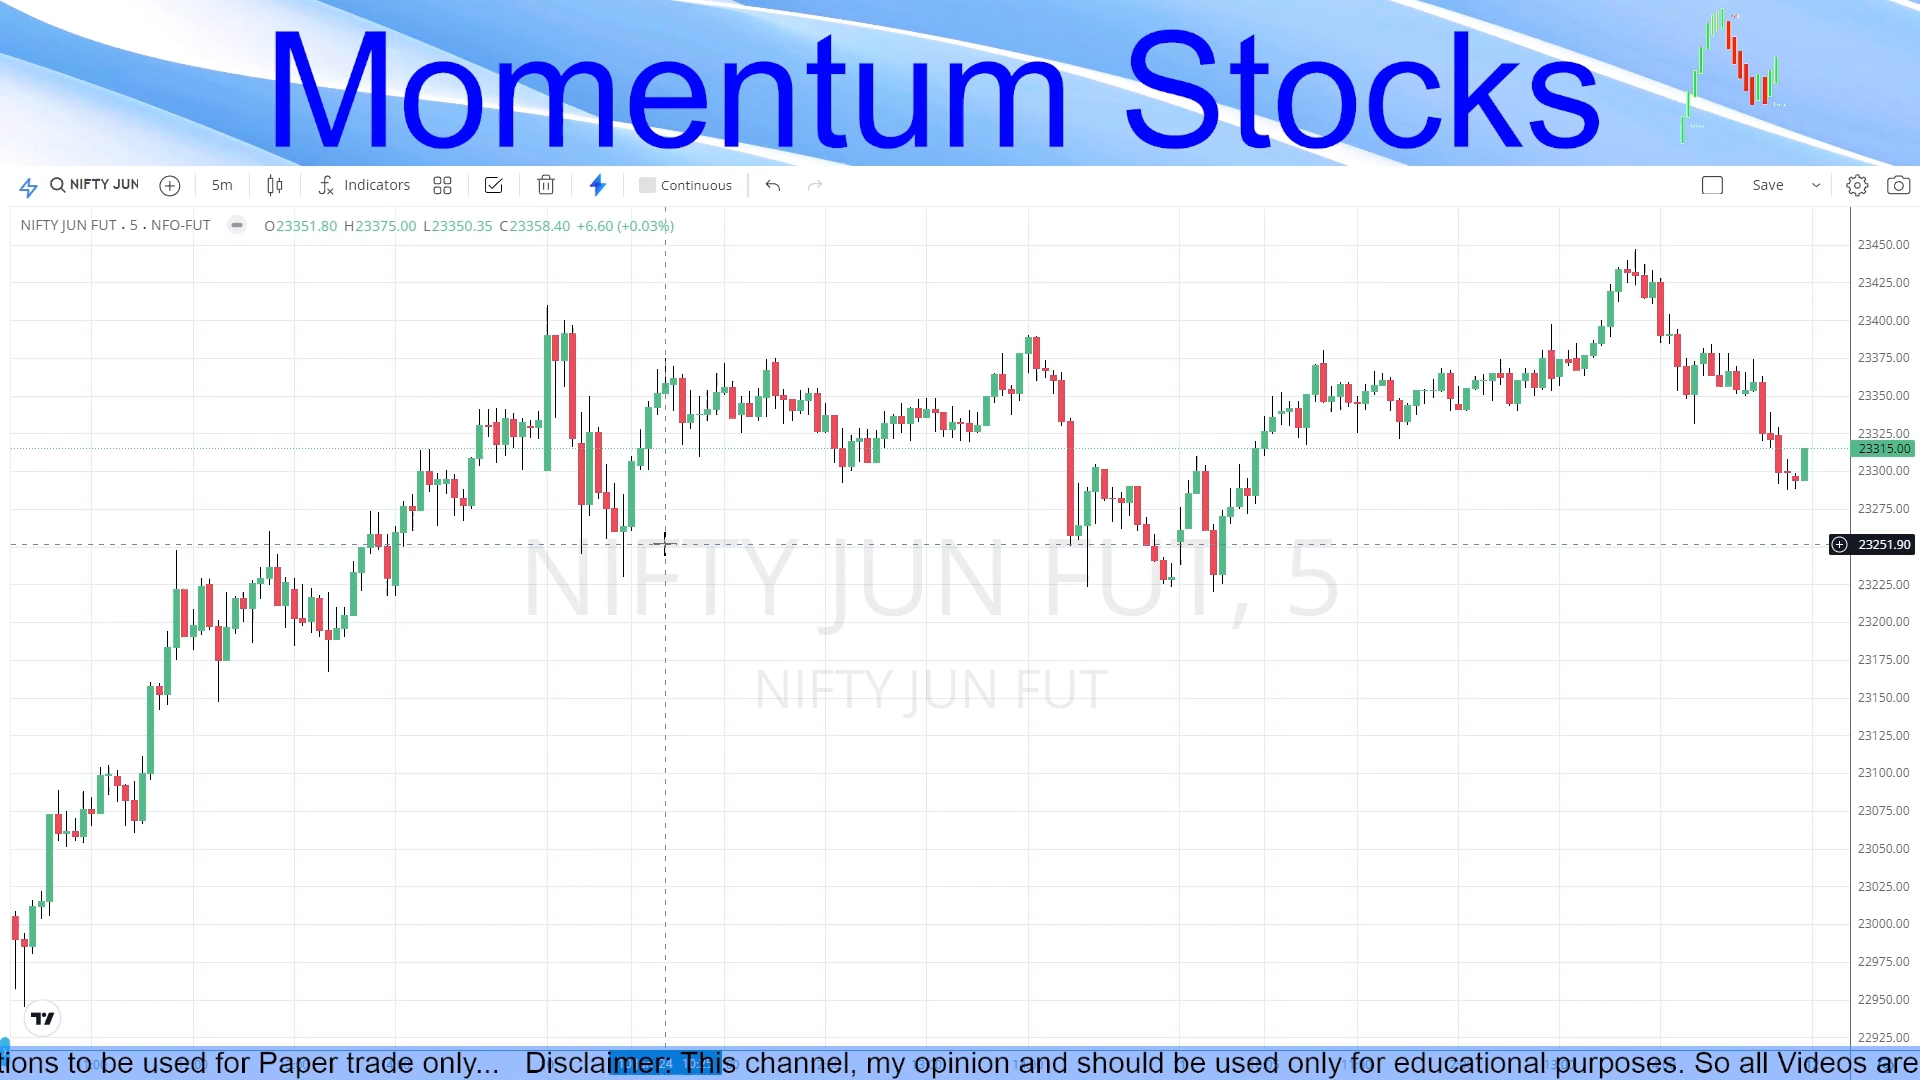 Momentum Stocks
NIFTY JUN
5m
Indicators
Continuous
Save
NIFTY JUN FUT . 5 . NFO-FUT
O23351.80 H23375.00 L23350.35 C23358.40 +6.60 (+0.03%)
23450.00
23425.00
23400.00
23375.00
23350.00
23325.00
23315.00
23300.00
23275.00
23251.90
23225.00
23200.00
23175.00
23150.00
23125.00
23100.00
23075.00
23050.00
23025.00
23000.00
22975.00
22950.00
22925.00
NIFTY JUN FUT, 5
NIFTY JUN FUT
tions to be used for Paper trade only... Disclaimer: This channel, my opinion and should be used only for educational purposes. So all Videos are